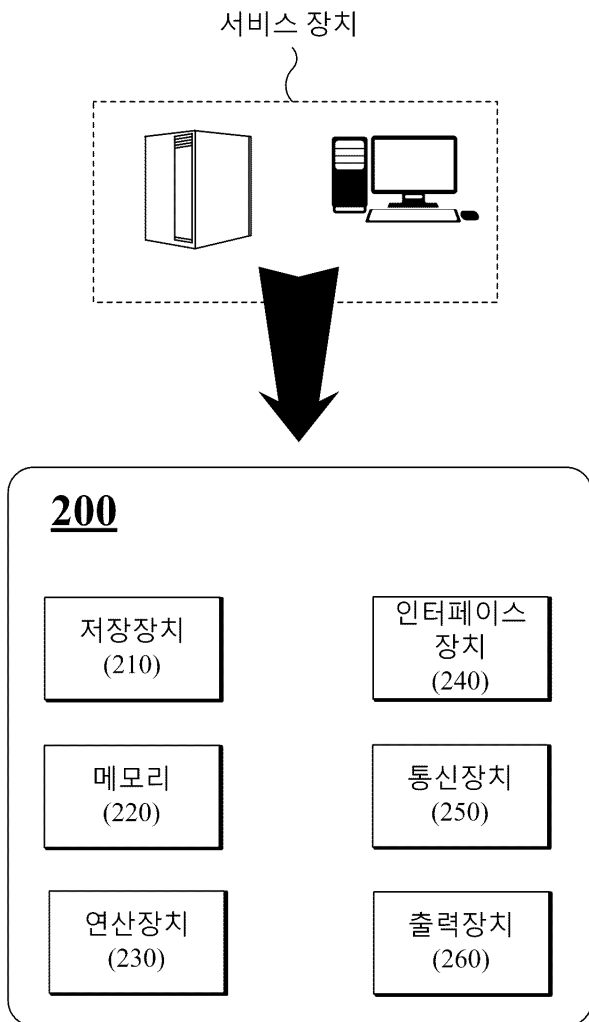 서비스 장치
200
저장장치
(210)
인터페이스
장치
(240)
메모리
(220)
통신장치
(250)
연산장치
(230)
출력장치
(260)